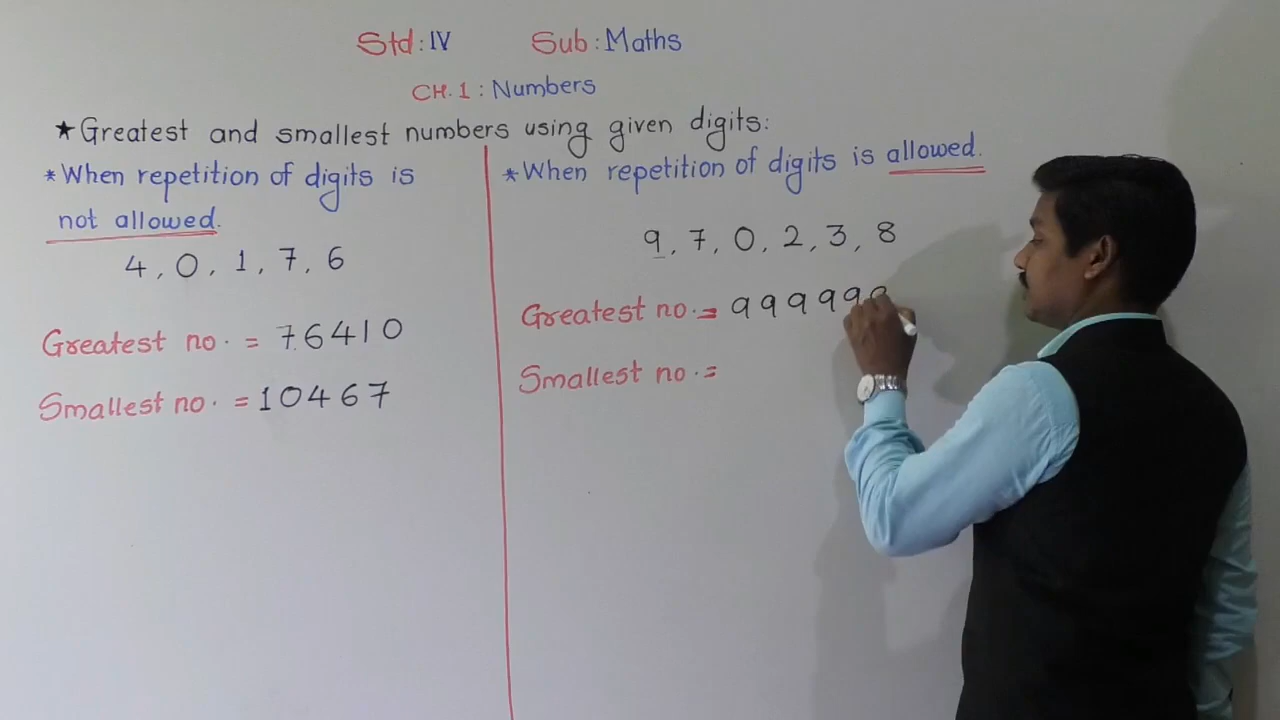 Std: IV Sub: Maths
CH. 1: Numbers
★ Greatest and smallest numbers using given digits:
* When repetition of digits is
not allowed.
4, 0, 1, 7, 6
Greatest no. = 76410
Smallest no. = 10467
* When repetition of digits is allowed.
9, 7, 0, 2, 3, 8
Greatest no. = 999999
Smallest no. =